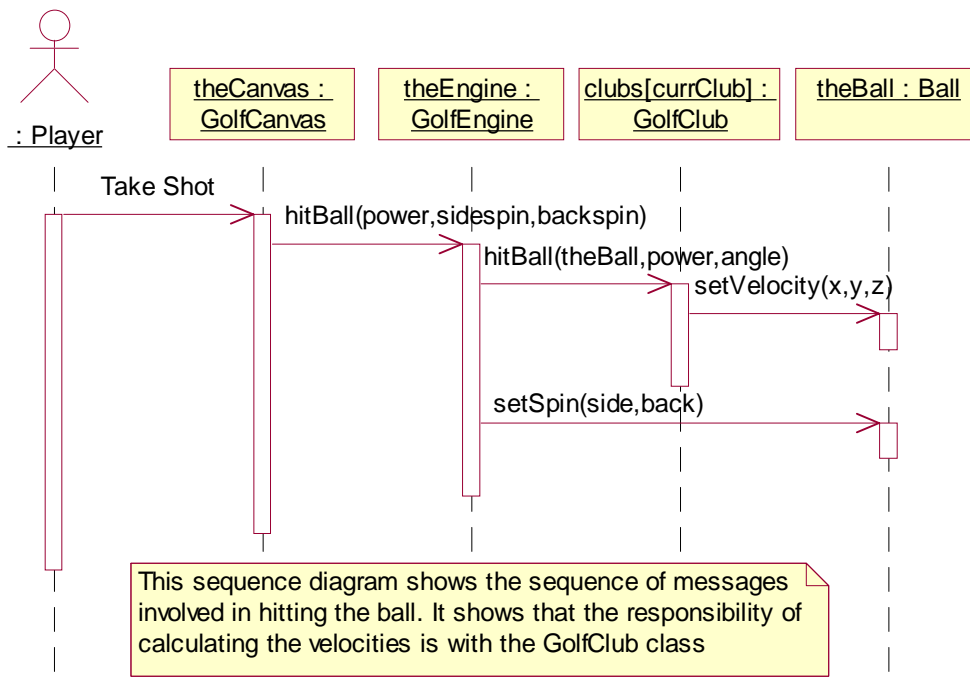 : Player
theCanvas :
GolfCanvas
theEngine :
GolfEngine
clubs[currClub] :
GolfClub
theBall : Ball
Take Shot
hitBall(power,sidespin,backspin)
hitBall(theBall,power,angle)
setVelocity(x,y,z)
setSpin(side,back)
This sequence diagram shows the sequence of messages
involved in hitting the ball. It shows that the responsibility of
calculating the velocities is with the GolfClub class